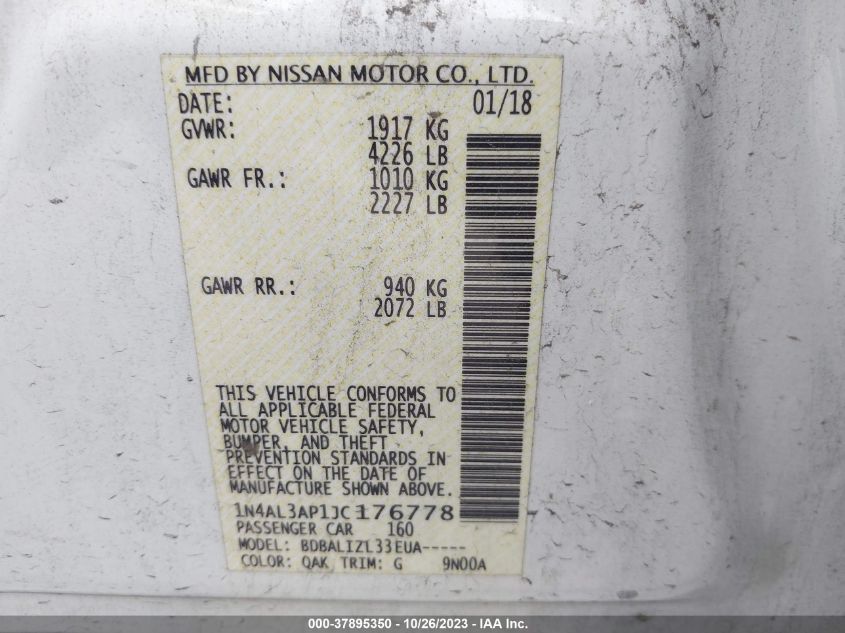 MFD BY NISSAN MOTOR CO., LTD.
DATE: 01/18
GVWR: 1917 KG
4226 LB
GAWR FR.: 1010 KG
2227 LB
GAWR RR.: 940 KG
2072 LB
THIS VEHICLE CONFORMS TO
ALL APPLICABLE FEDERAL
MOTOR VEHICLE SAFETY,
BUMPER, AND THEFT
PREVENTION STANDARDS IN
EFFECT ON THE DATE OF
MANUFACTURE SHOWN ABOVE.
1N4AL3AP1JC176778
PASSENGER CAR 160
MODEL: BDBALIZL33EUA-----
COLOR: QAK TRIM: G 9N00A
000-37895350 - 10/26/2023 - IAA Inc.